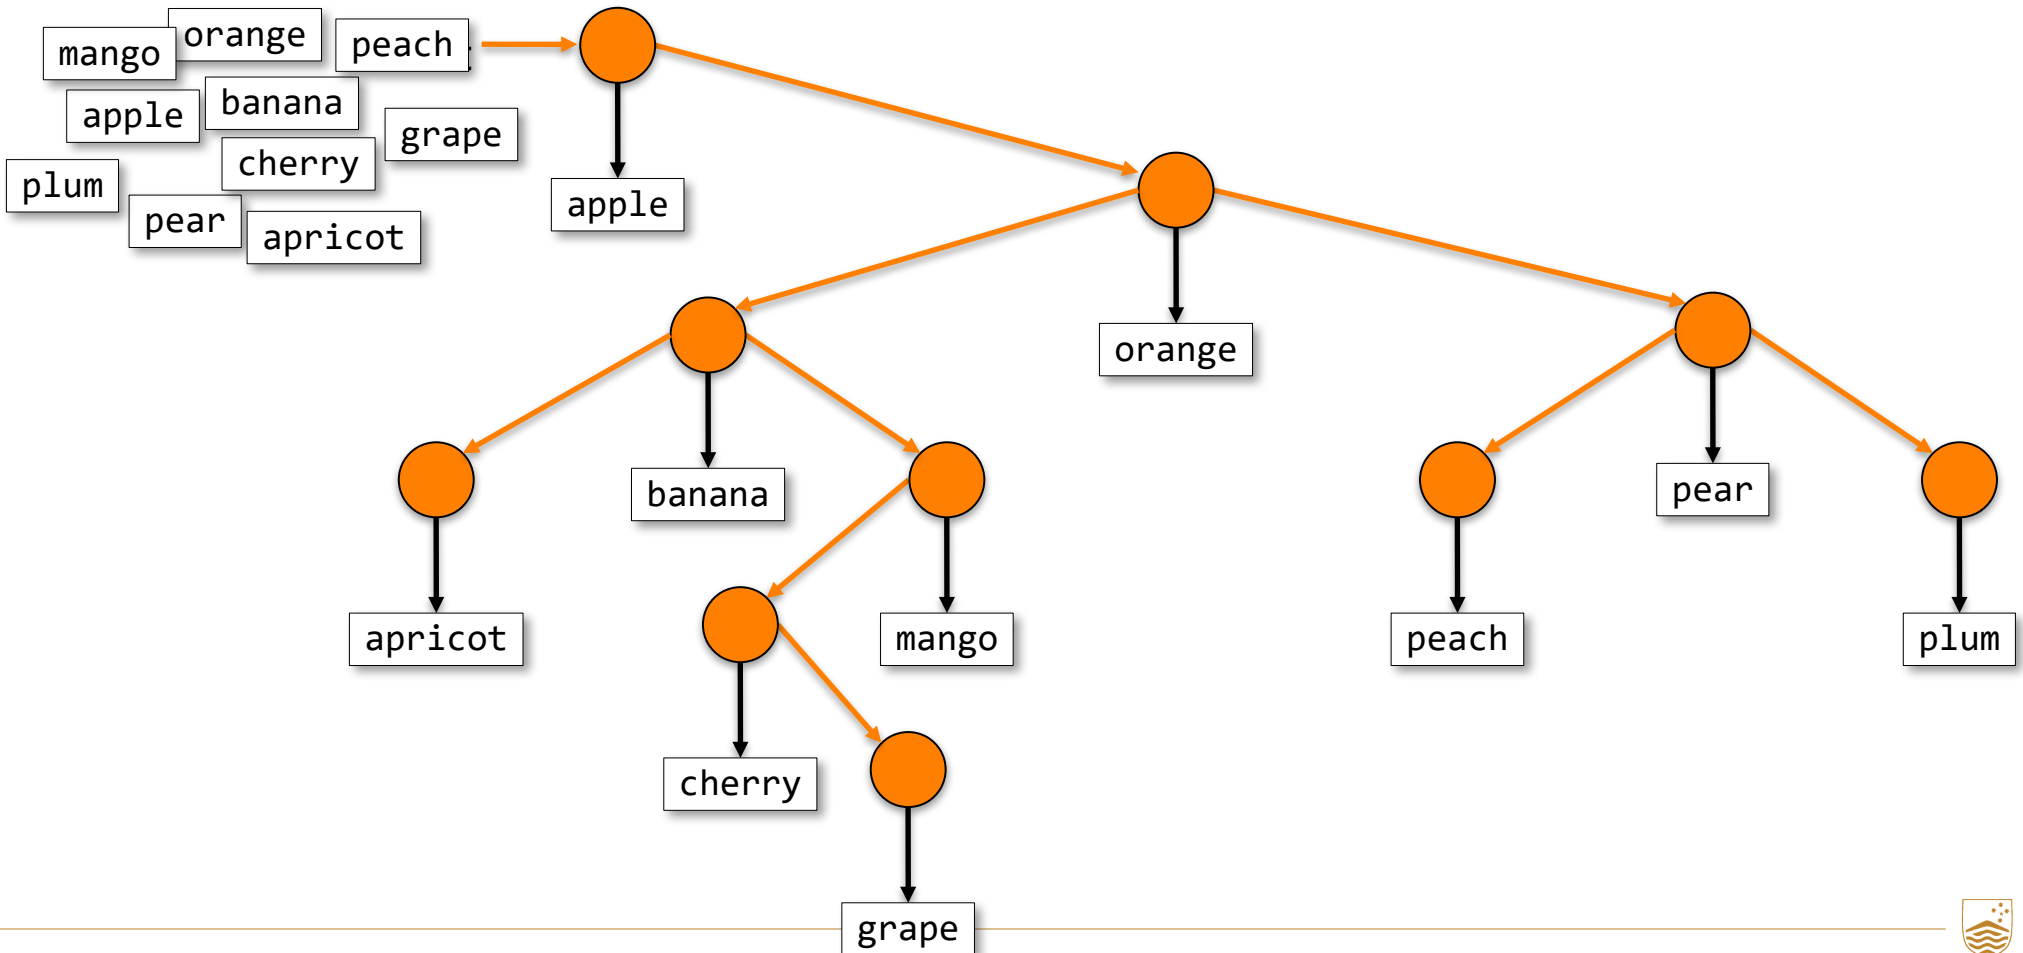 orange
peach
mango
banana
apple
grape
cherry
plum
pear
apricot
apple
orange
banana
pear
apricot
mango
peach
plum
cherry
grape